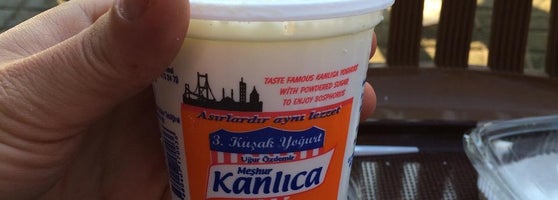 TASTE FAMOUS KANLICA YOGHURT
WITH POWDERED SUGAR
TO ENJOY BOSPHORUS
Asırlardır aynı lezzet
3. Kuşak Yoğurt
Uğur Özdemir
Meşhur
Kanlıca